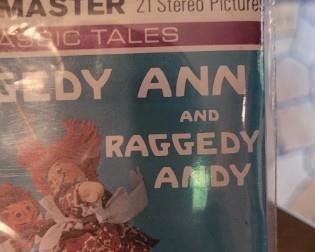 MASTER 21 Stereo Pictures
ASSIC TALES
GEDY ANN
AND
RAGGEDY
ANDY